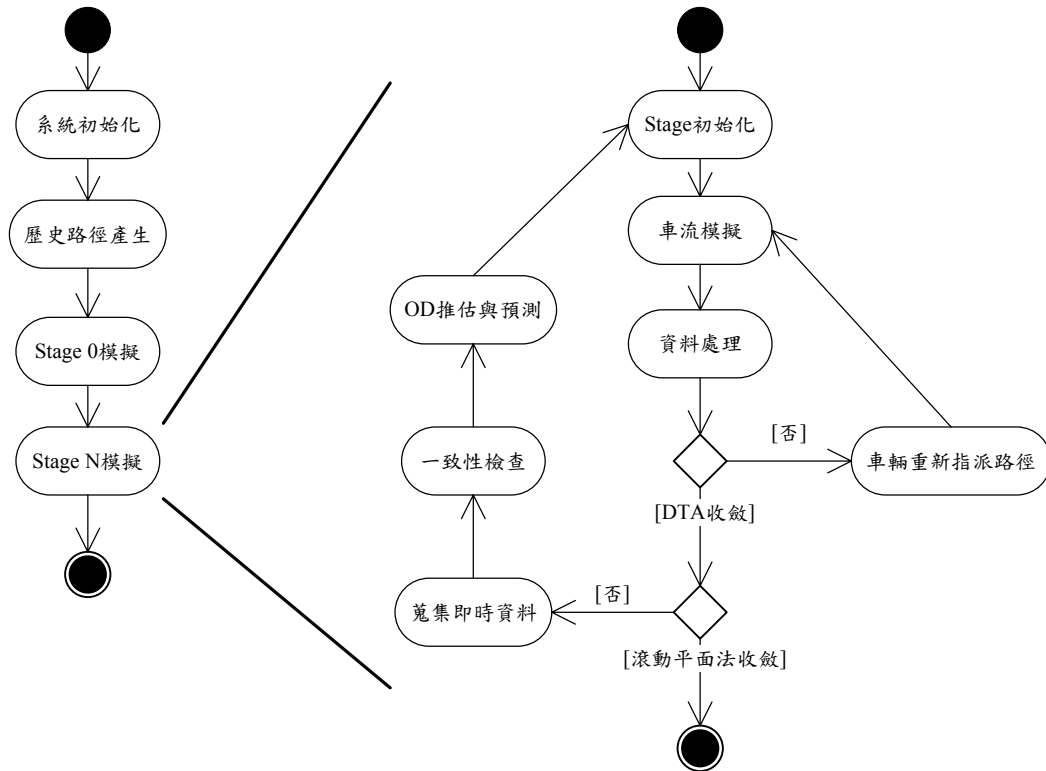 系統初始化
歷史路徑產生
Stage 0模擬
Stage N模擬
Stage初始化
車流模擬
資料處理
[否]
車輛重新指派路徑
[DTA收斂]
[否]
[滾動平面法收斂]
蒐集即時資料
一致性檢查
OD推估與預測